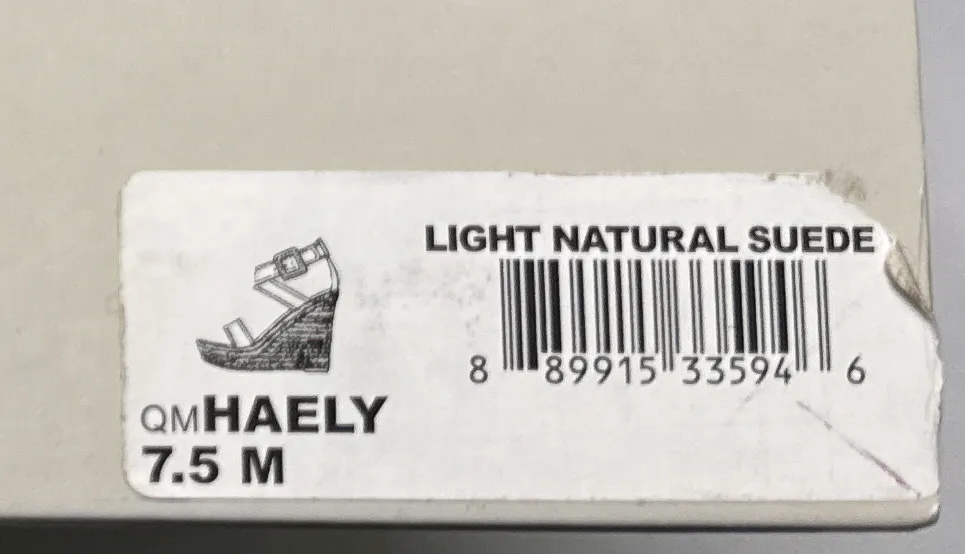 LIGHT NATURAL SUEDE
8 89915 33594 6
QMHAELY
7.5 M